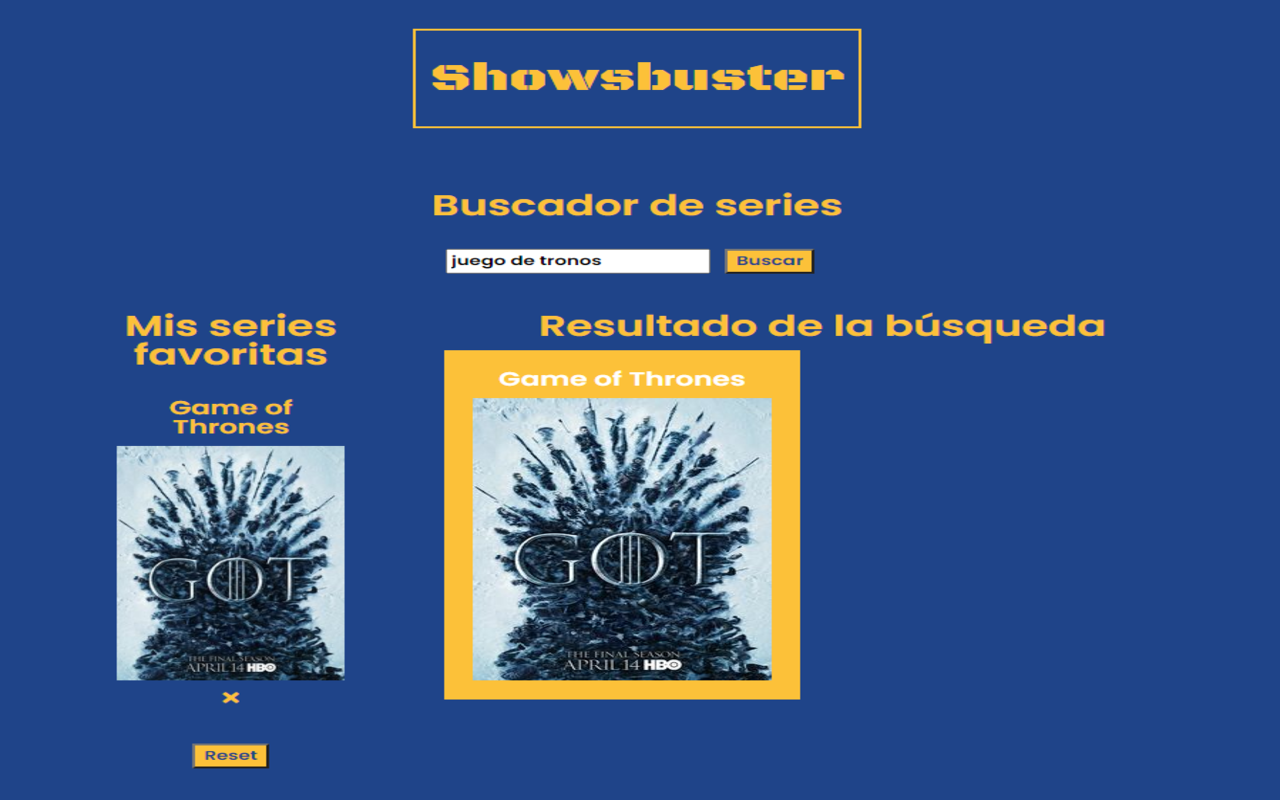 Showsbuster
Buscador de series
juego de tronos
Buscar
Mis series
favoritas
Game of
Thrones
GOT
THE FINAL SEASON
APRIL 14 HBO
×
Reset
Resultado de la búsqueda
Game of Thrones
GOT
THE FINAL SEASON
APRIL 14 HBO